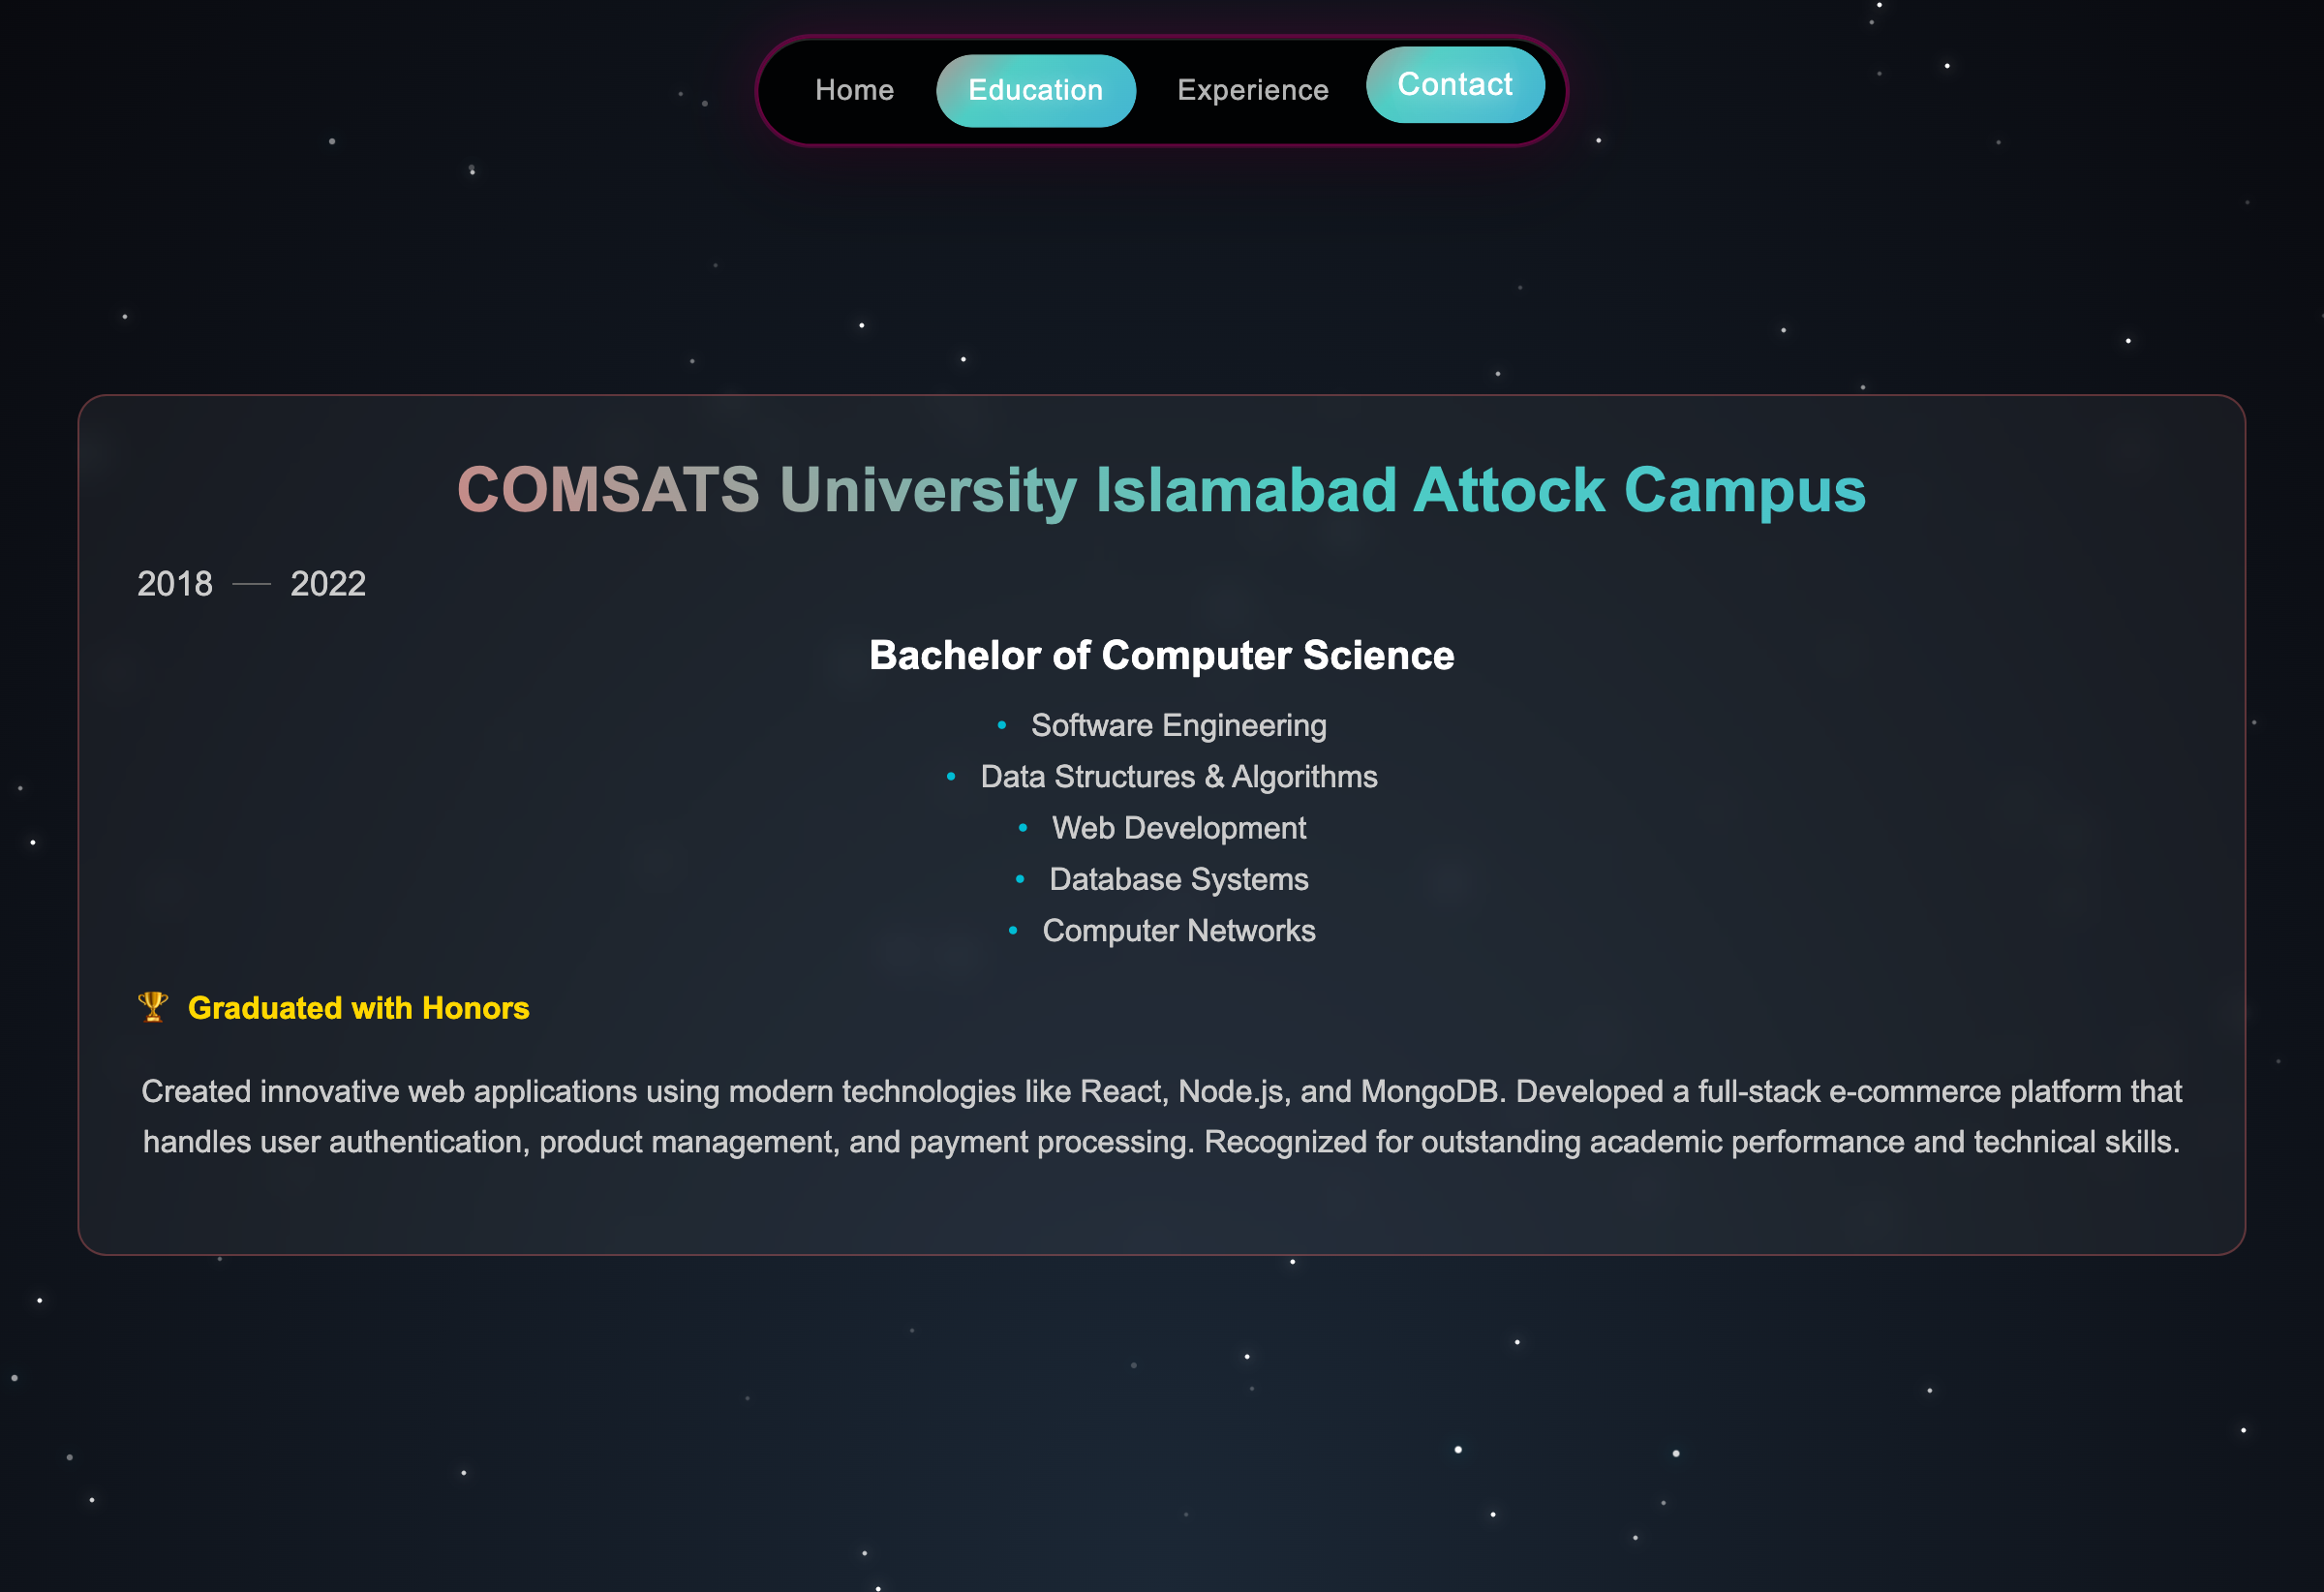 Home Education Experience Contact
COMSATS University Islamabad Attock Campus
2018 — 2022
Bachelor of Computer Science
• Software Engineering
• Data Structures & Algorithms
• Web Development
• Database Systems
• Computer Networks
🏆 Graduated with Honors
Created innovative web applications using modern technologies like React, Node.js, and MongoDB. Developed a full-stack e-commerce platform that
handles user authentication, product management, and payment processing. Recognized for outstanding academic performance and technical skills.